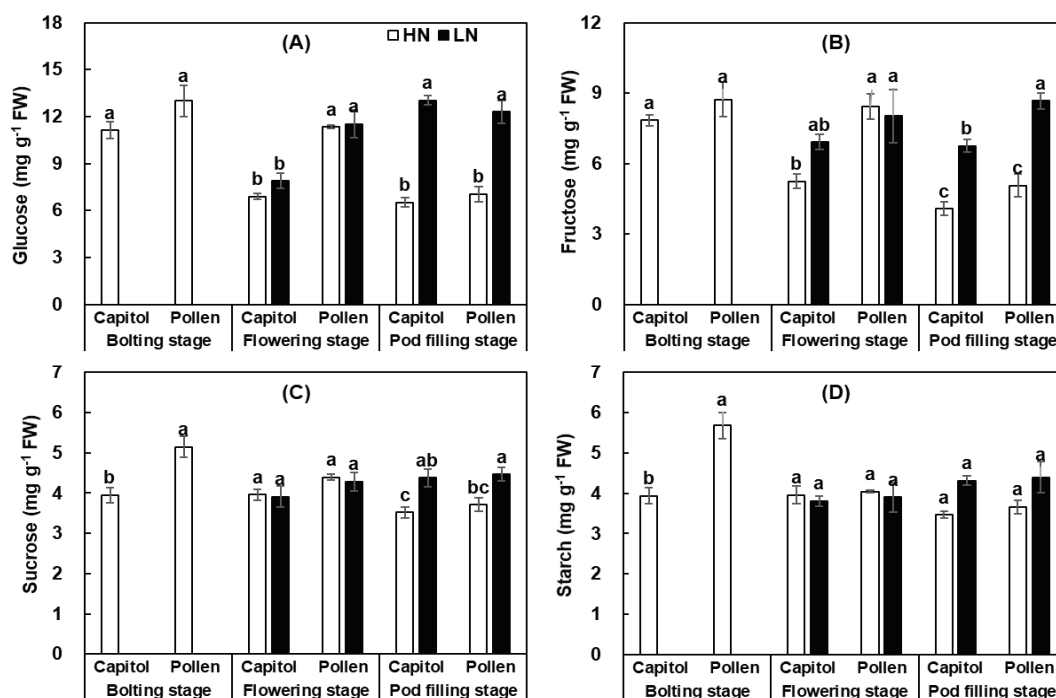 (A)
HN LN
Glucose (mg g⁻¹ FW)
18
15
12
9
6
3
0
a a b b a a b a b a
Capitol Pollen Capitol Pollen Capitol Pollen
Bolting stage Flowering stage Pod filling stage
(B)
Fructose (mg g⁻¹ FW)
12
9
6
3
0
a a b ab a a c b c a
Capitol Pollen Capitol Pollen Capitol Pollen
Bolting stage Flowering stage Pod filling stage
(C)
Sucrose (mg g⁻¹ FW)
7
6
5
4
3
2
1
0
b a a a a a c ab bc a
Capitol Pollen Capitol Pollen Capitol Pollen
Bolting stage Flowering stage Pod filling stage
(D)
Starch (mg g⁻¹ FW)
7
6
5
4
3
2
1
0
b a a a a a a a a a
Capitol Pollen Capitol Pollen Capitol Pollen
Bolting stage Flowering stage Pod filling stage